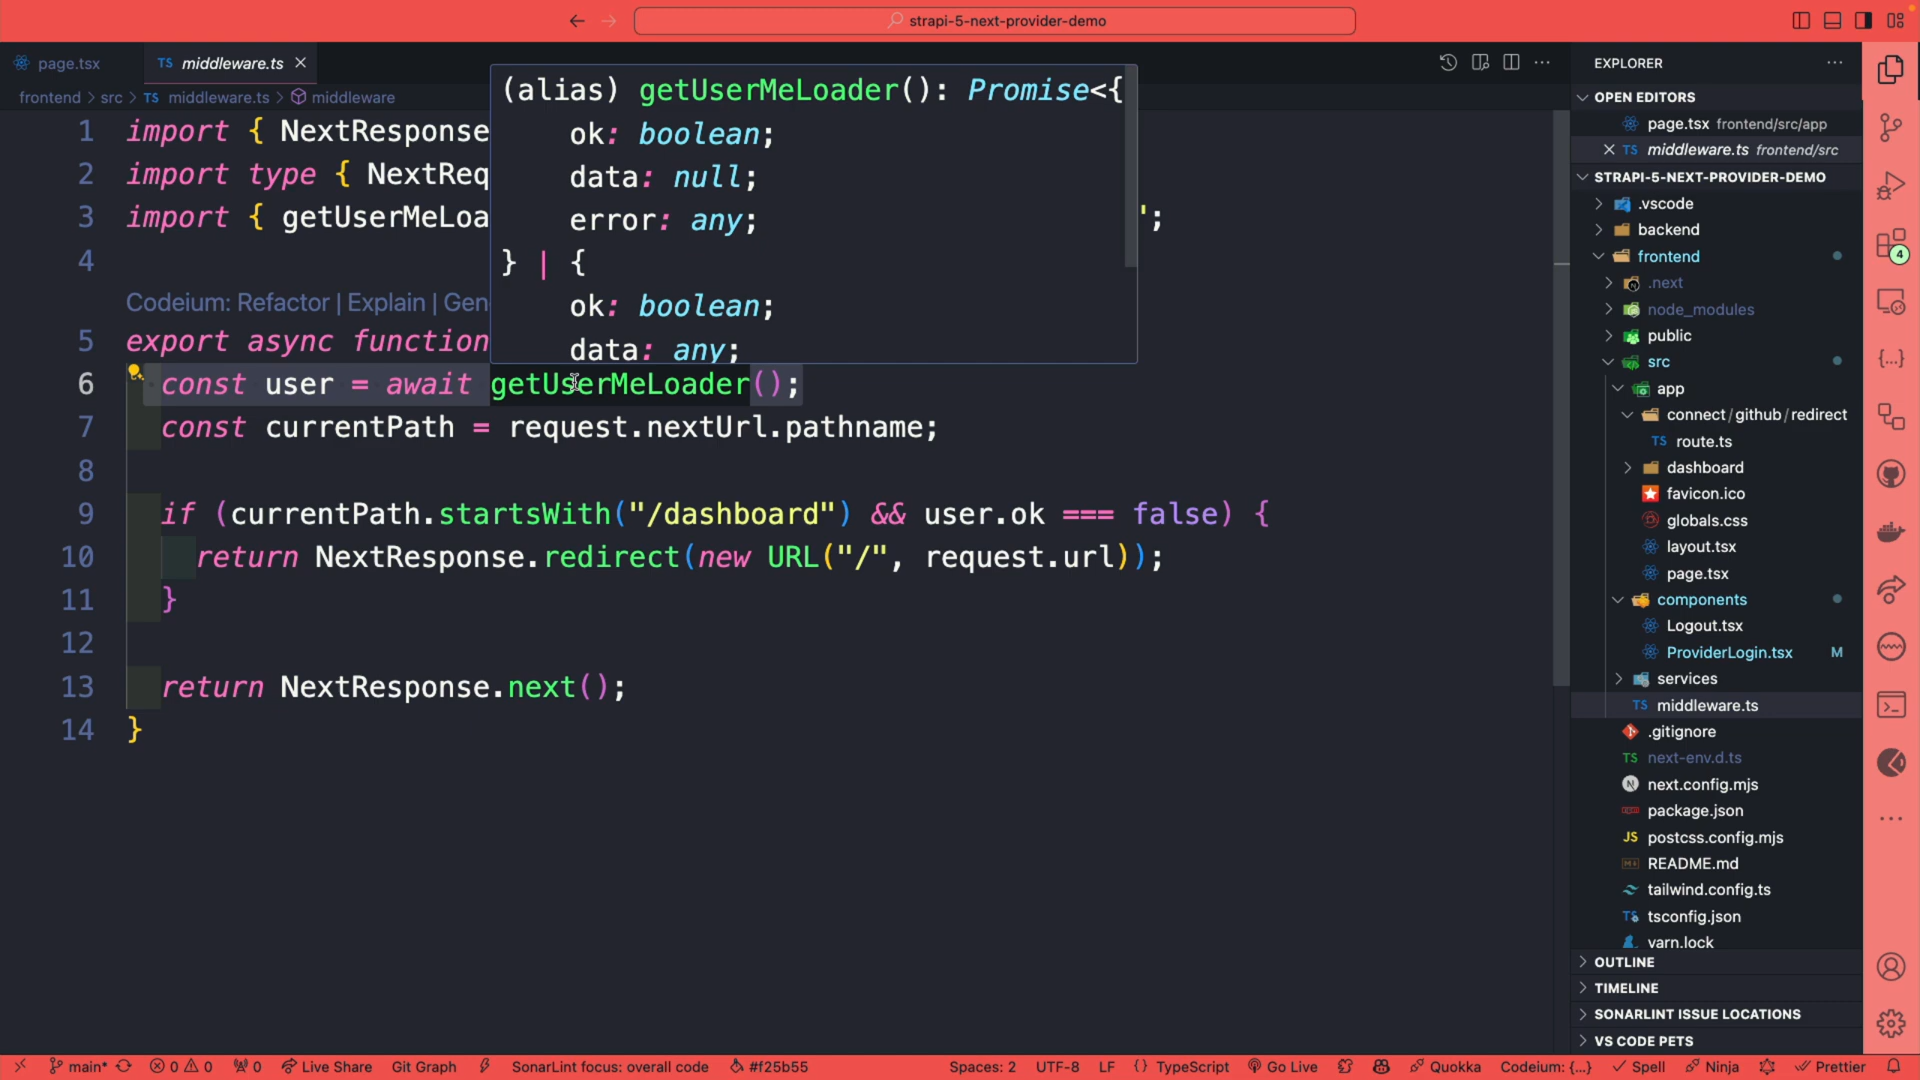 strapi-5-next-provider-demo
page.tsx
TS middleware.ts
EXPLORER
frontend > src > TS middleware.ts > middleware
1 import { NextResponse
2 import type { NextReq
3 import { getUserMeLoa
';
4
Codeium: Refactor | Explain | Gen
5 export async function
6 const user = await getUserMeLoader();
7 const currentPath = request.nextUrl.pathname;
8
9 if (currentPath.startsWith("/dashboard") && user.ok === false) {
10 return NextResponse.redirect(new URL("/", request.url));
11 }
12
13 return NextResponse.next();
14 }
(alias) getUserMeLoader(): Promise<{
ok: boolean;
data: null;
error: any;
} | {
ok: boolean;
data: any;
OPEN EDITORS
page.tsx frontend/src/app
TS middleware.ts frontend/src
STRAPI-5-NEXT-PROVIDER-DEMO
.vscode
backend
frontend
.next
node_modules
public
src
app
connect/github/redirect
TS route.ts
dashboard
favicon.ico
globals.css
layout.tsx
page.tsx
components
Logout.tsx
ProviderLogin.tsx M
services
TS middleware.ts
.gitignore
TS next-env.d.ts
N next.config.mjs
package.json
JS postcss.config.mjs
README.md
tailwind.config.ts
TS tsconfig.json
yarn.lock
OUTLINE
TIMELINE
SONARLINT ISSUE LOCATIONS
VS CODE PETS
4
main* 0 0 0 Live Share Git Graph SonarLint focus: overall code #f25b55 Spaces: 2 UTF-8 LF {} TypeScript Go Live Quokka Codeium: {...} Spell Ninja Prettier